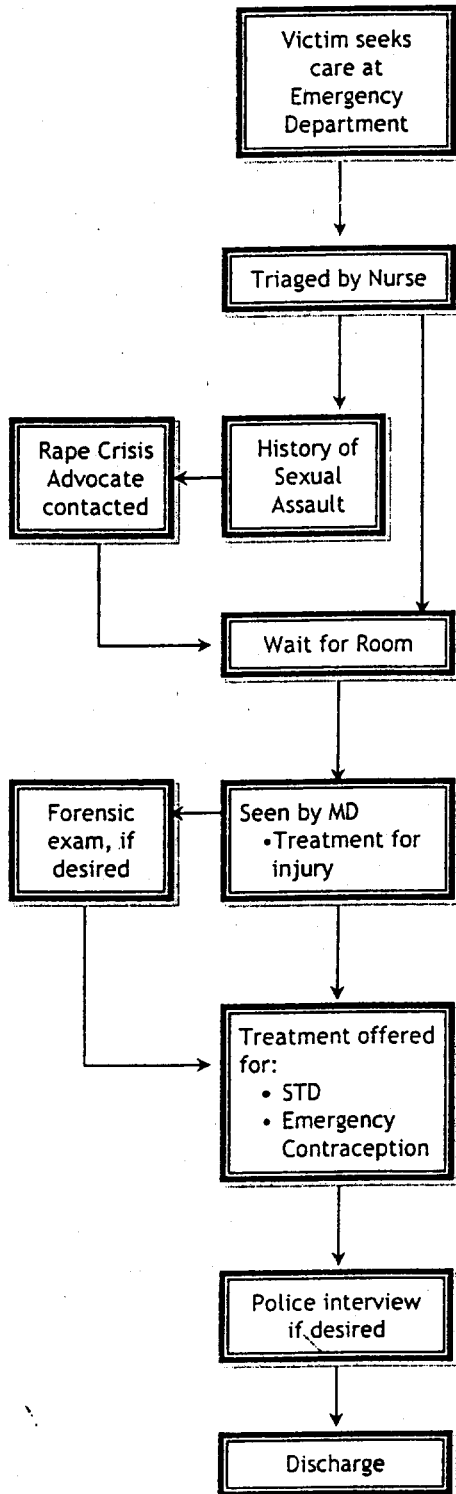 Victim seeks
care at
Emergency
Department
Triaged by Nurse
Rape Crisis
Advocate
contacted
History of
Sexual
Assault
Wait for Room
Forensic
exam, if
desired
Seen by MD
•Treatment for
injury
Treatment offered
for:
• STD
• Emergency
Contraception
Police interview
if desired
Discharge